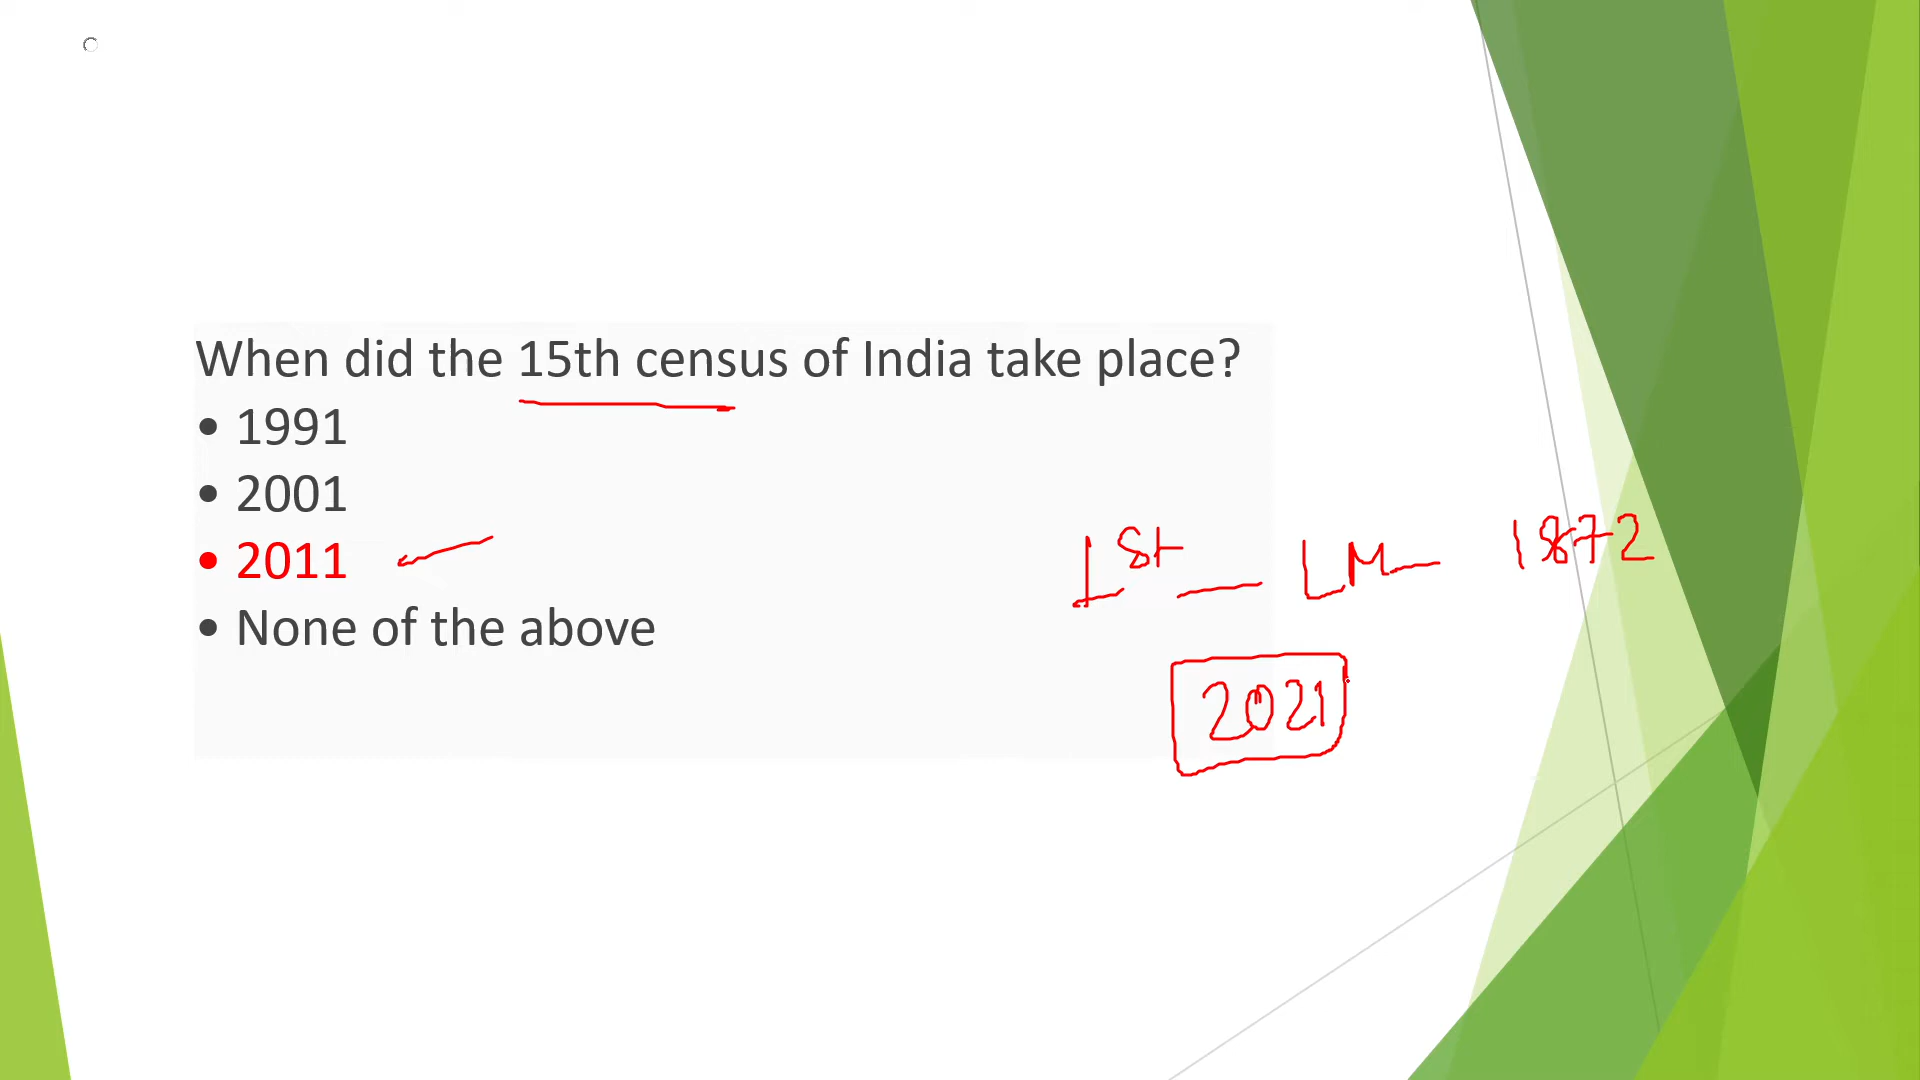 When did the 15th census of India take place?
• 1991
• 2001
• 2011
• None of the above
1st — LM — 1872
2021